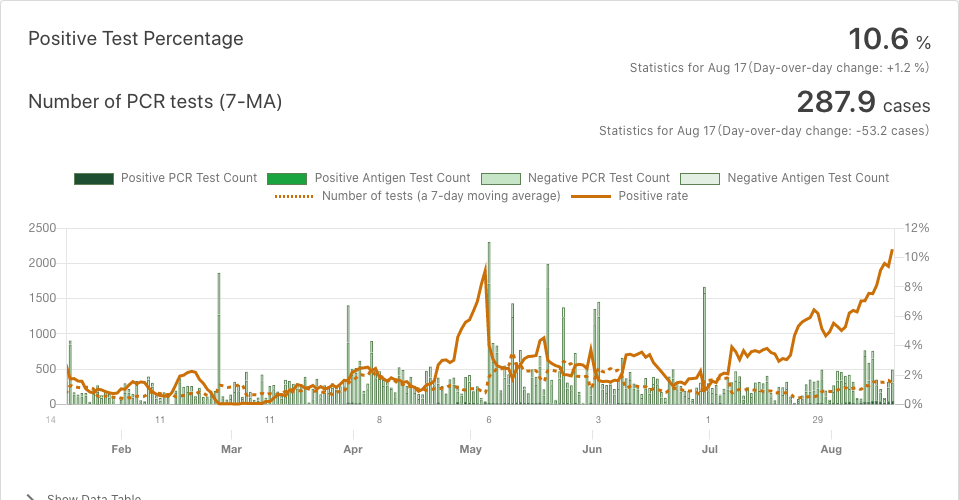 Positive Test Percentage
10.6 %
Statistics for Aug 17(Day-over-day change: +1.2 %)
Number of PCR tests (7-MA)
287.9 cases
Statistics for Aug 17(Day-over-day change: -53.2 cases)
Positive PCR Test Count
Positive Antigen Test Count
Negative PCR Test Count
Negative Antigen Test Count
Number of tests (a 7-day moving average)
Positive rate
2500
2000
1500
1000
500
0
12%
10%
8%
6%
4%
2%
0%
14 11 11 8 6 3 1 29
Feb Mar Apr May Jun Jul Aug
Show Data Table